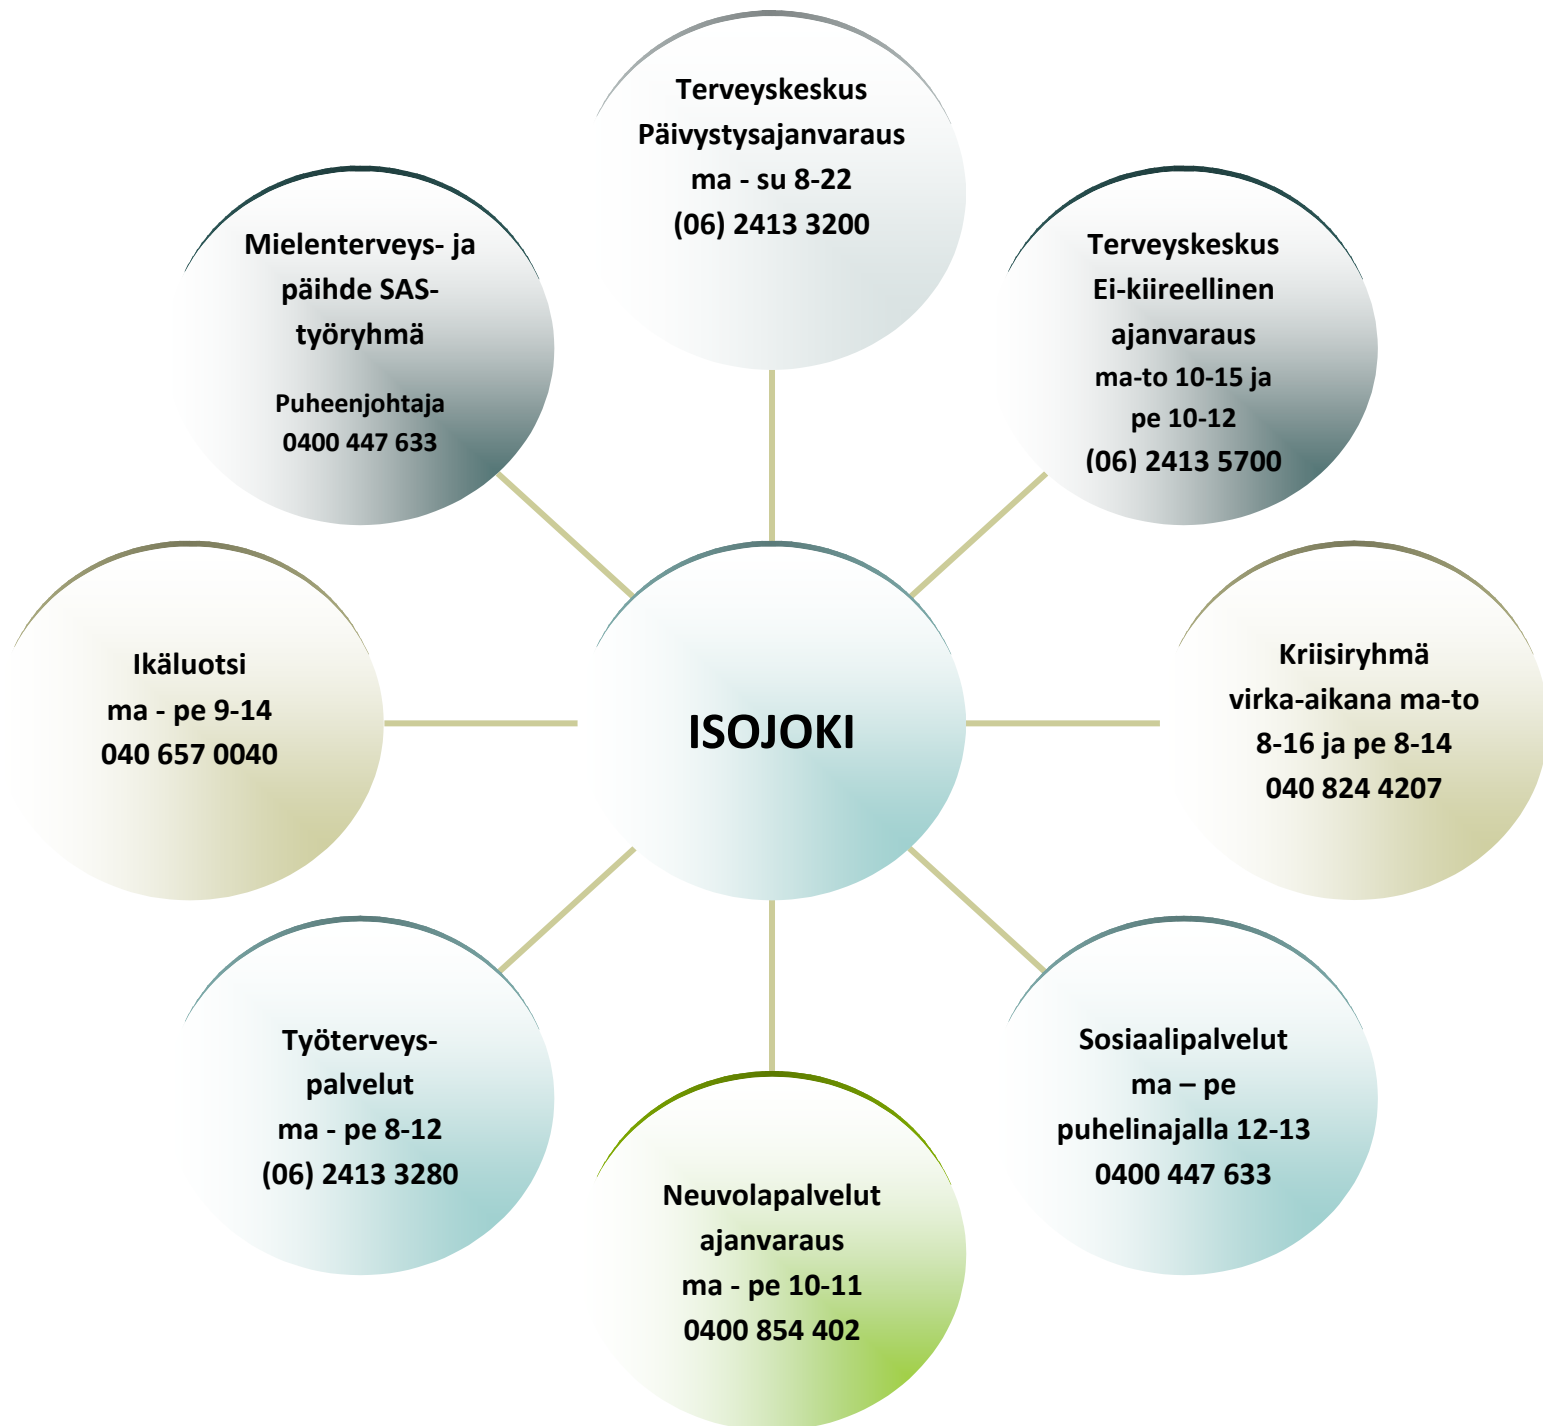 Terveyskeskus
Päivystysajanvaraus
ma - su 8-22
(06) 2413 3200
Terveyskeskus
Ei-kiireellinen
ajanvaraus
ma-to 10-15 ja
pe 10-12
(06) 2413 5700
Kriisiryhmä
virka-aikana ma-to
8-16 ja pe 8-14
040 824 4207
Sosiaalipalvelut
ma – pe
puhelinajalla 12-13
0400 447 633
Neuvolapalvelut
ajanvaraus
ma - pe 10-11
0400 854 402
Työterveys-
palvelut
ma - pe 8-12
(06) 2413 3280
Ikäluotsi
ma - pe 9-14
040 657 0040
Mielenterveys- ja
päihde SAS-
työryhmä
Puheenjohtaja
0400 447 633
ISOJOKI